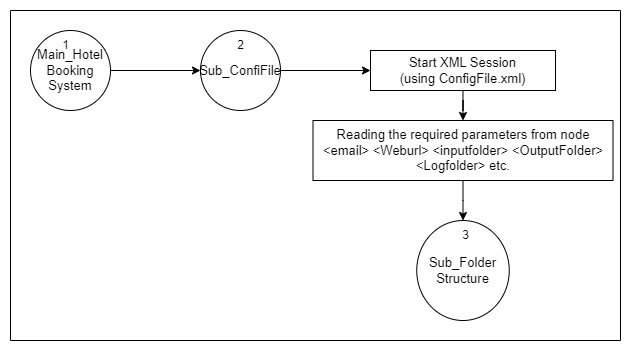 1
Main_Hotel
Booking
System
2
Sub_ConfiFile
Start XML Session
(using ConfigFile.xml)
Reading the required parameters from node
<email> <Weburl> <inputfolder> <OutputFolder>
<Logfolder> etc.
3
Sub_Folder
Structure